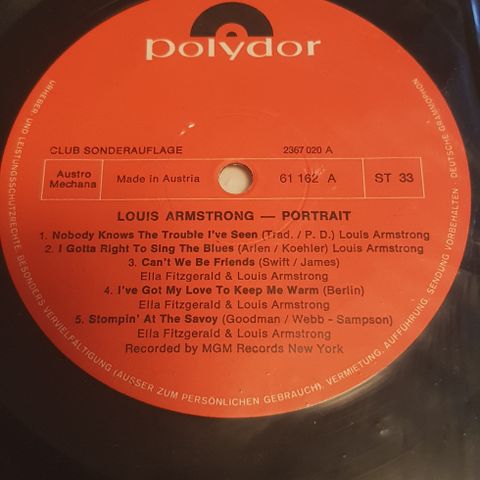 polydor
CLUB SONDERAUFLAGE 2367 020 A
Austro Mechana Made in Austria 61 162 A ST 33
LOUIS ARMSTRONG — PORTRAIT
1. Nobody Knows The Trouble I've Seen (Trad. / P. D.) Louis Armstrong
2. I Gotta Right To Sing The Blues (Arlen / Koehler) Louis Armstrong
3. Can't We Be Friends (Swift / James)
Ella Fitzgerald & Louis Armstrong
4. I've Got My Love To Keep Me Warm (Berlin)
Ella Fitzgerald & Louis Armstrong
5. Stompin' At The Savoy (Goodman / Webb - Sampson)
Ella Fitzgerald & Louis Armstrong
Recorded by MGM Records New York
URHEBER UND LEISTUNGSSCHUTZRECHTE, BESONDERS VERVIELFÄLTIGUNG (AUSSER ZUM PERSÖNLICHEN GEBRAUCH), VERMIETUNG, AUFFÜHRUNG, SENDUNG VORBEHALTEN · DEUTSCHE GRAMMOPHON